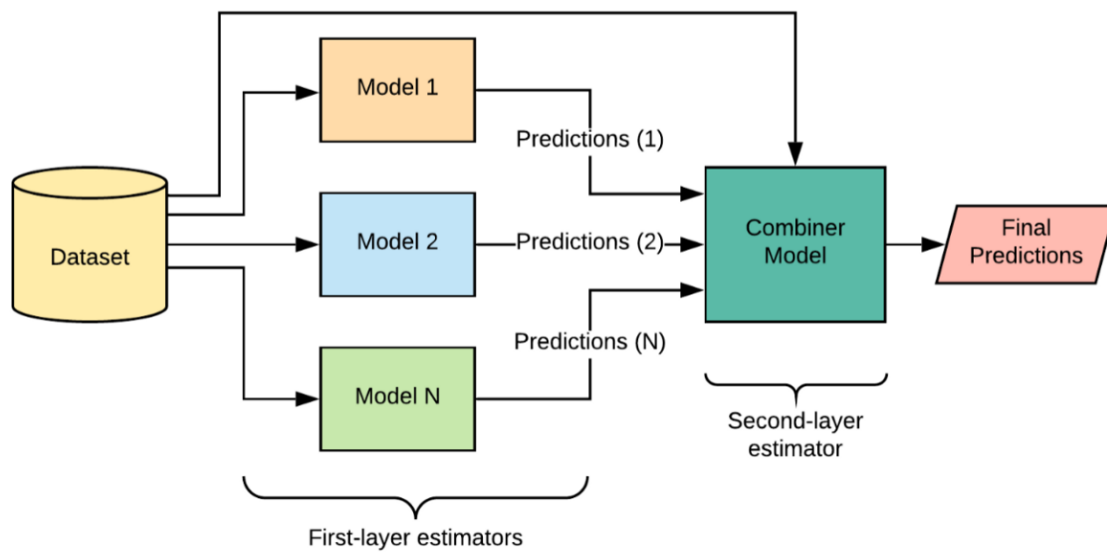 Model 1
Predictions (1)
Dataset
Model 2
Predictions (2)
Combiner
Model
Final
Predictions
Predictions (N)
Model N
Second-layer
estimator
First-layer estimators